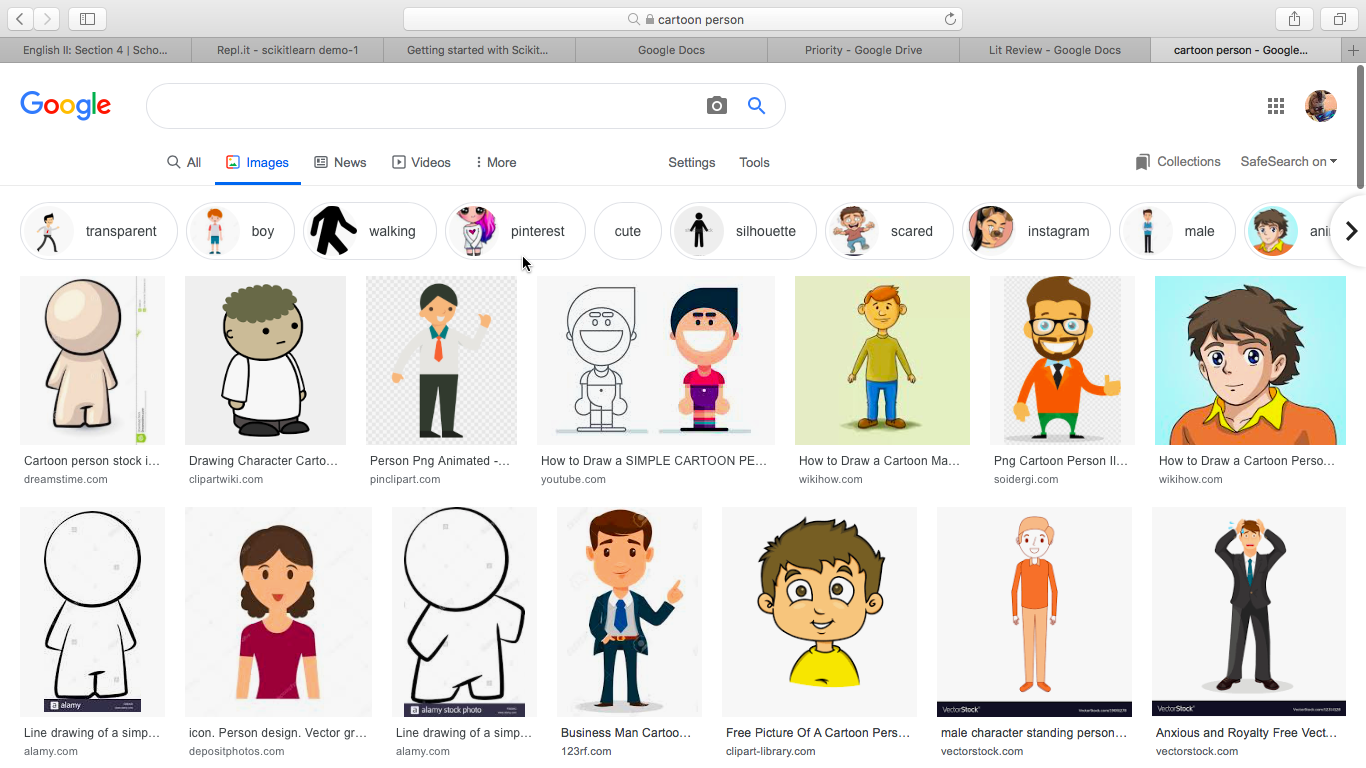 cartoon person
English II: Section 4 | Scho...
Repl.it - scikitlearn demo-1
Getting started with Scikit...
Google Docs
Priority - Google Drive
Lit Review - Google Docs
cartoon person - Google...
Google
All
Images
News
Videos
More
Settings
Tools
Collections
SafeSearch on
transparent
boy
walking
pinterest
cute
silhouette
scared
instagram
male
ani
Cartoon person stock i...
Drawing Character Carto...
Person Png Animated -...
How to Draw a SIMPLE CARTOON PE...
How to Draw a Cartoon Ma...
Png Cartoon Person Il...
How to Draw a Cartoon Perso...
dreamstime.com
clipartwiki.com
pinclipart.com
youtube.com
wikihow.com
soidergi.com
wikihow.com
a alamy
a alamy stock photo
VectorStock
VectorStock
Line drawing of a simp...
icon. Person design. Vector gr...
Line drawing of a simp...
Business Man Cartoo...
Free Picture Of A Cartoon Pers...
male character standing person...
Anxious and Royalty Free Vect...
alamy.com
depositphotos.com
alamy.com
123rf.com
clipart-library.com
vectorstock.com
vectorstock.com